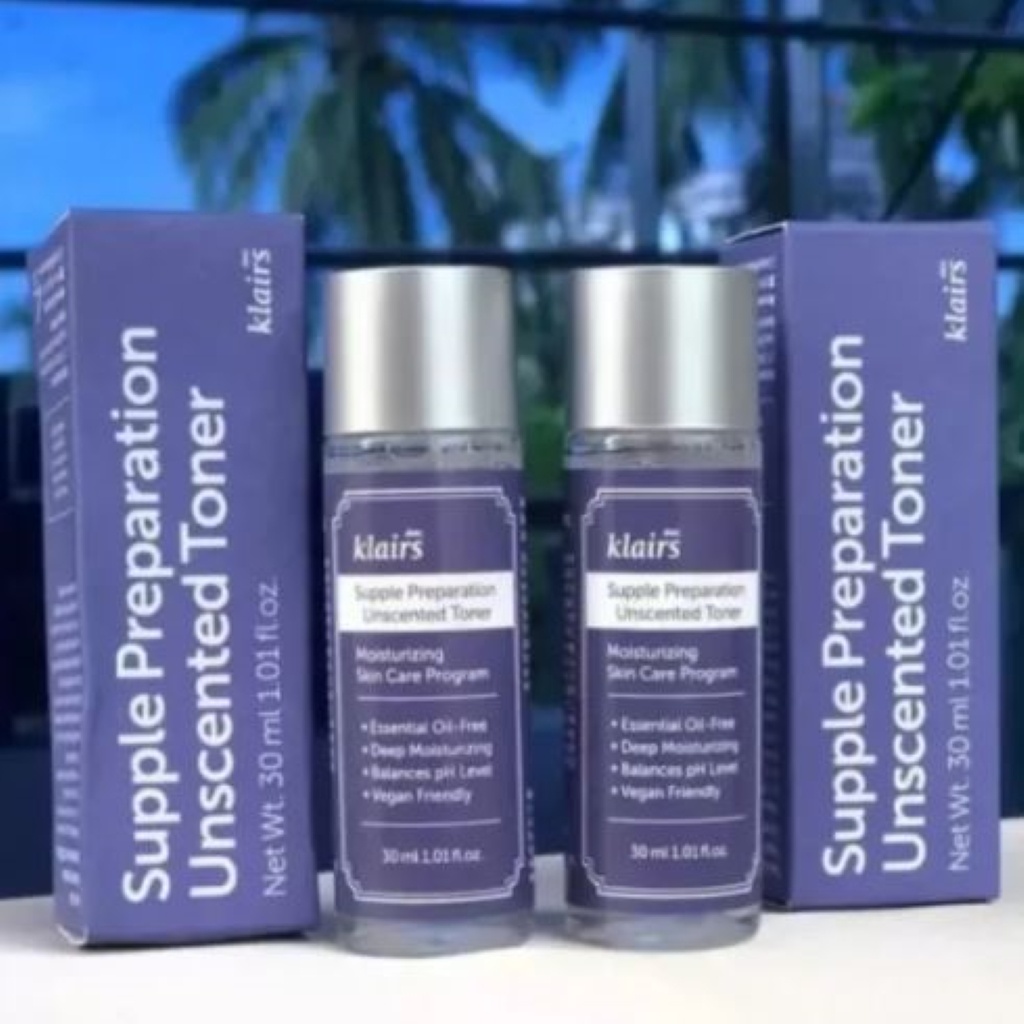 klairs
Supple Preparation
Unscented Toner
Net Wt. 30 ml 1.01 fl.oz.
klairs
Supple Preparation
Unscented Toner
Moisturizing
Skin Care Program
• Essential Oil-Free
• Deep Moisturizing
• Balances pH Level
• Vegan Friendly
30 ml 1.01 fl.oz.
klairs
Supple Preparation
Unscented Toner
Moisturizing
Skin Care Program
• Essential Oil-Free
• Deep Moisturizing
• Balances pH Level
• Vegan Friendly
30 ml 1.01 fl.oz.
klairs
Supple Preparation
Unscented Toner
Net Wt. 30 ml 1.01 fl.oz